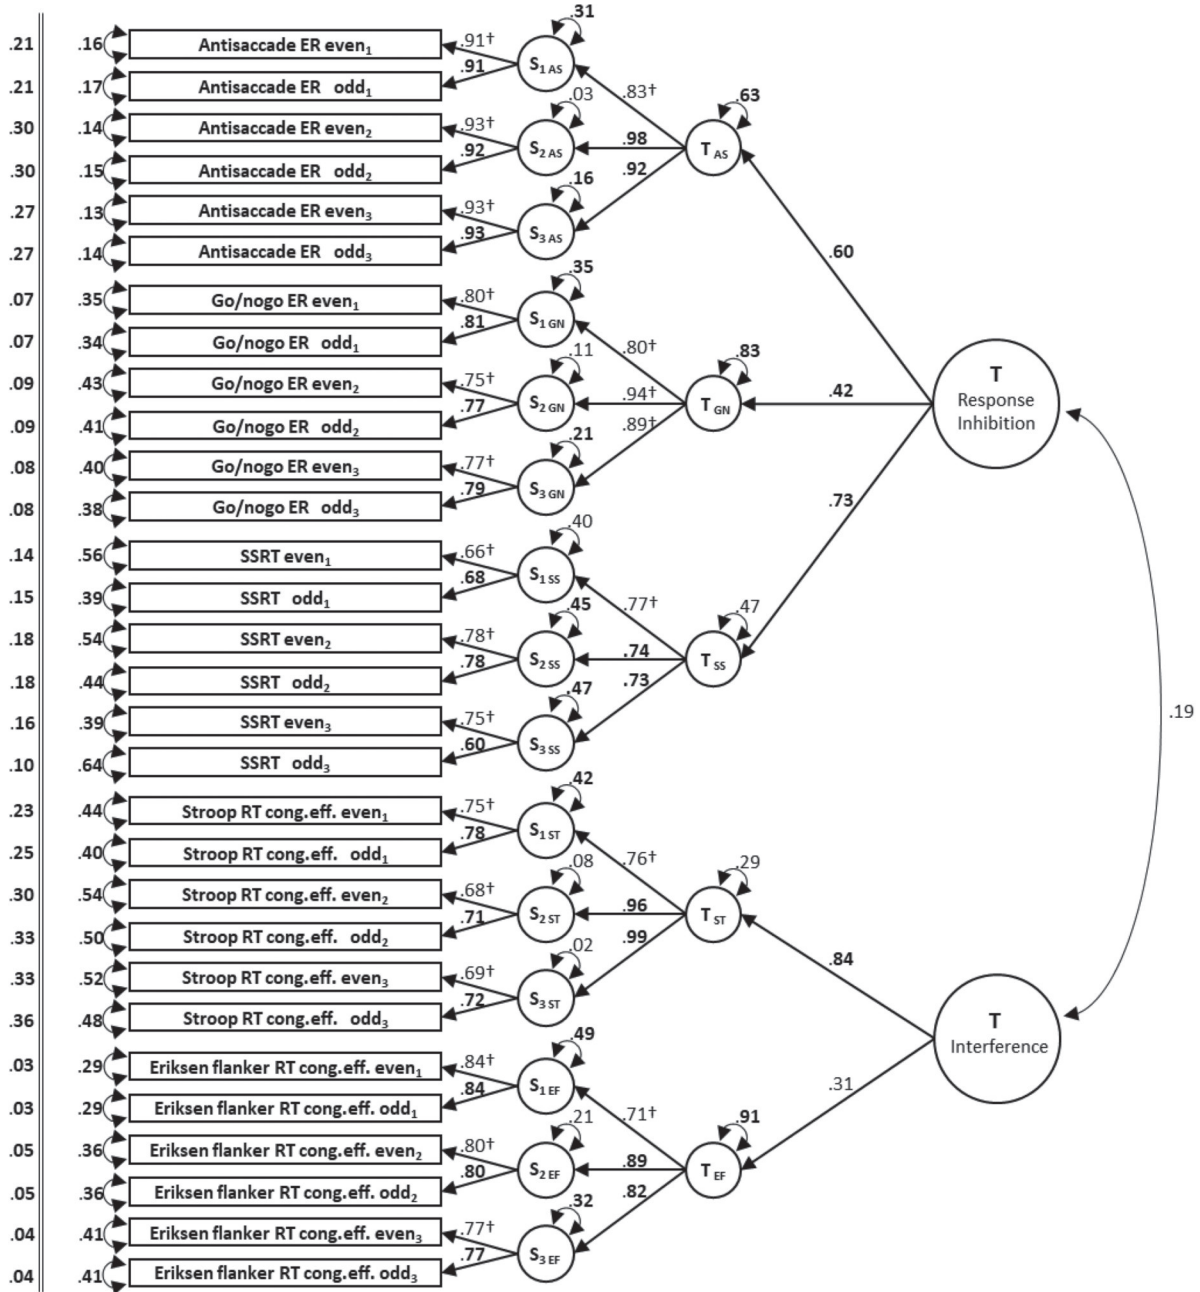 .31
.21 .16 Antisaccade ER even₁ .91† S₁ AS
.21 .17 Antisaccade ER odd₁ .91 .83† .63
.03
.30 .14 Antisaccade ER even₂ .93† S₂ AS .98 T AS
.30 .15 Antisaccade ER odd₂ .92 .92
.16
.27 .13 Antisaccade ER even₃ .93† S₃ AS
.27 .14 Antisaccade ER odd₃ .93 .60
.35
.07 .35 Go/nogo ER even₁ .80† S₁ GN
.07 .34 Go/nogo ER odd₁ .81 .80† .83
.11
.09 .43 Go/nogo ER even₂ .75† S₂ GN .94† T GN .42
.09 .41 Go/nogo ER odd₂ .77 .89†
T
Response
Inhibition
.21
.08 .40 Go/nogo ER even₃ .77† S₃ GN
.08 .38 Go/nogo ER odd₃ .79 .73
.40
.14 .56 SSRT even₁ .66† S₁ SS
.15 .39 SSRT odd₁ .68 .77† .47
.45
.18 .54 SSRT even₂ .78† S₂ SS .74 T SS
.18 .44 SSRT odd₂ .78 .73
.47
.16 .39 SSRT even₃ .75† S₃ SS .19
.10 .64 SSRT odd₃ .60
.42
.23 .44 Stroop RT cong.eff. even₁ .75† S₁ ST
.25 .40 Stroop RT cong.eff. odd₁ .78 .76† .29
.08
.30 .54 Stroop RT cong.eff. even₂ .68† S₂ ST .96 T ST
.33 .50 Stroop RT cong.eff. odd₂ .71 .99 .84
.02
.33 .52 Stroop RT cong.eff. even₃ .69† S₃ ST
.36 .48 Stroop RT cong.eff. odd₃ .72
T
Interference
.49
.03 .29 Eriksen flanker RT cong.eff. even₁ .84† S₁ EF .31
.03 .29 Eriksen flanker RT cong.eff. odd₁ .84 .71† .91
.21
.05 .36 Eriksen flanker RT cong.eff. even₂ .80† S₂ EF .89 T EF
.05 .36 Eriksen flanker RT cong.eff. odd₂ .80 .82
.32
.04 .41 Eriksen flanker RT cong.eff. even₃ .77† S₃ EF
.04 .41 Eriksen flanker RT cong.eff. odd₃ .77